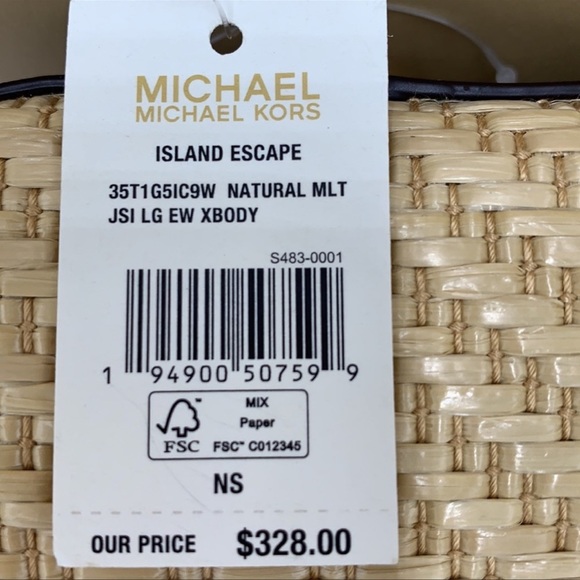 MICHAEL
MICHAEL KORS
ISLAND ESCAPE
35T1G5IC9W NATURAL MLT
JSI LG EW XBODY
S483-0001
1 94900 50759 9
FSC
MIX
Paper
FSC™ C012345
NS
OUR PRICE $328.00